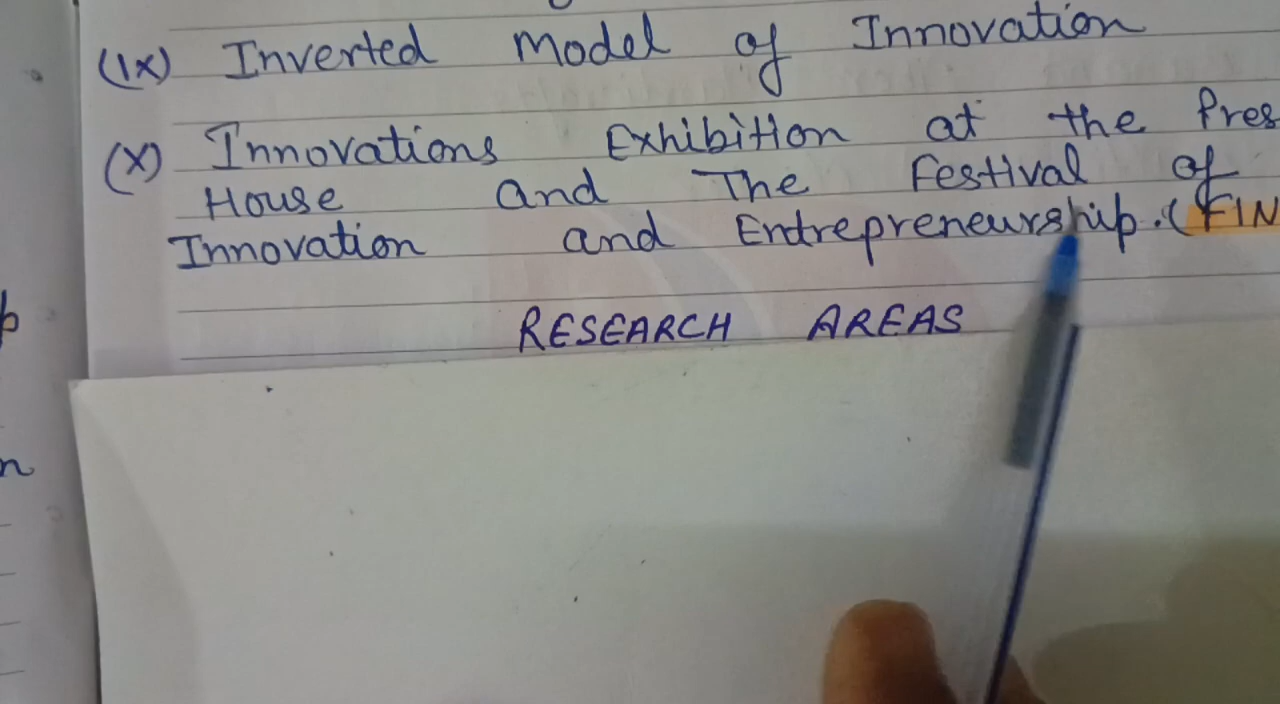 (IX) Inverted Model of Innovation
(X) Innovations Exhibition at the Pres
House and The Festival of
Innovation and Entrepreneurship. (FIN
RESEARCH AREAS